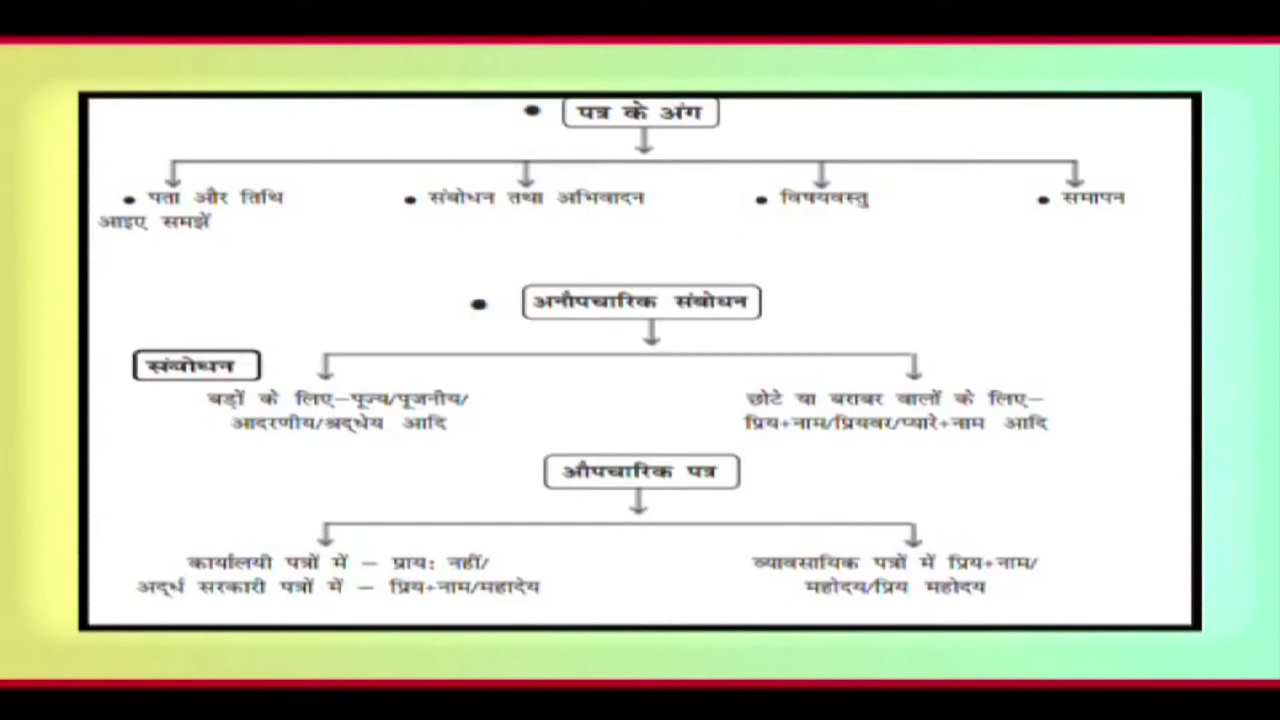 • पत्र के अंग
• पता और तिथि • संबोधन तथा अभिवादन • विषयवस्तु • समापन
आइए समझें
• अनौपचारिक संबोधन
संबोधन
बड़ों के लिए–पूज्य/पूजनीय/
आदरणीय/श्रद्धेय आदि
छोटे या बराबर वालों के लिए–
प्रिय+नाम/प्रियवर/प्यारे+नाम आदि
औपचारिक पत्र
कार्यालयी पत्रों में – प्राय: नहीं/
अर्द्ध सरकारी पत्रों में – प्रिय+नाम/महादेय
व्यावसायिक पत्रों में प्रिय+नाम/
महोदय/प्रिय महोदय